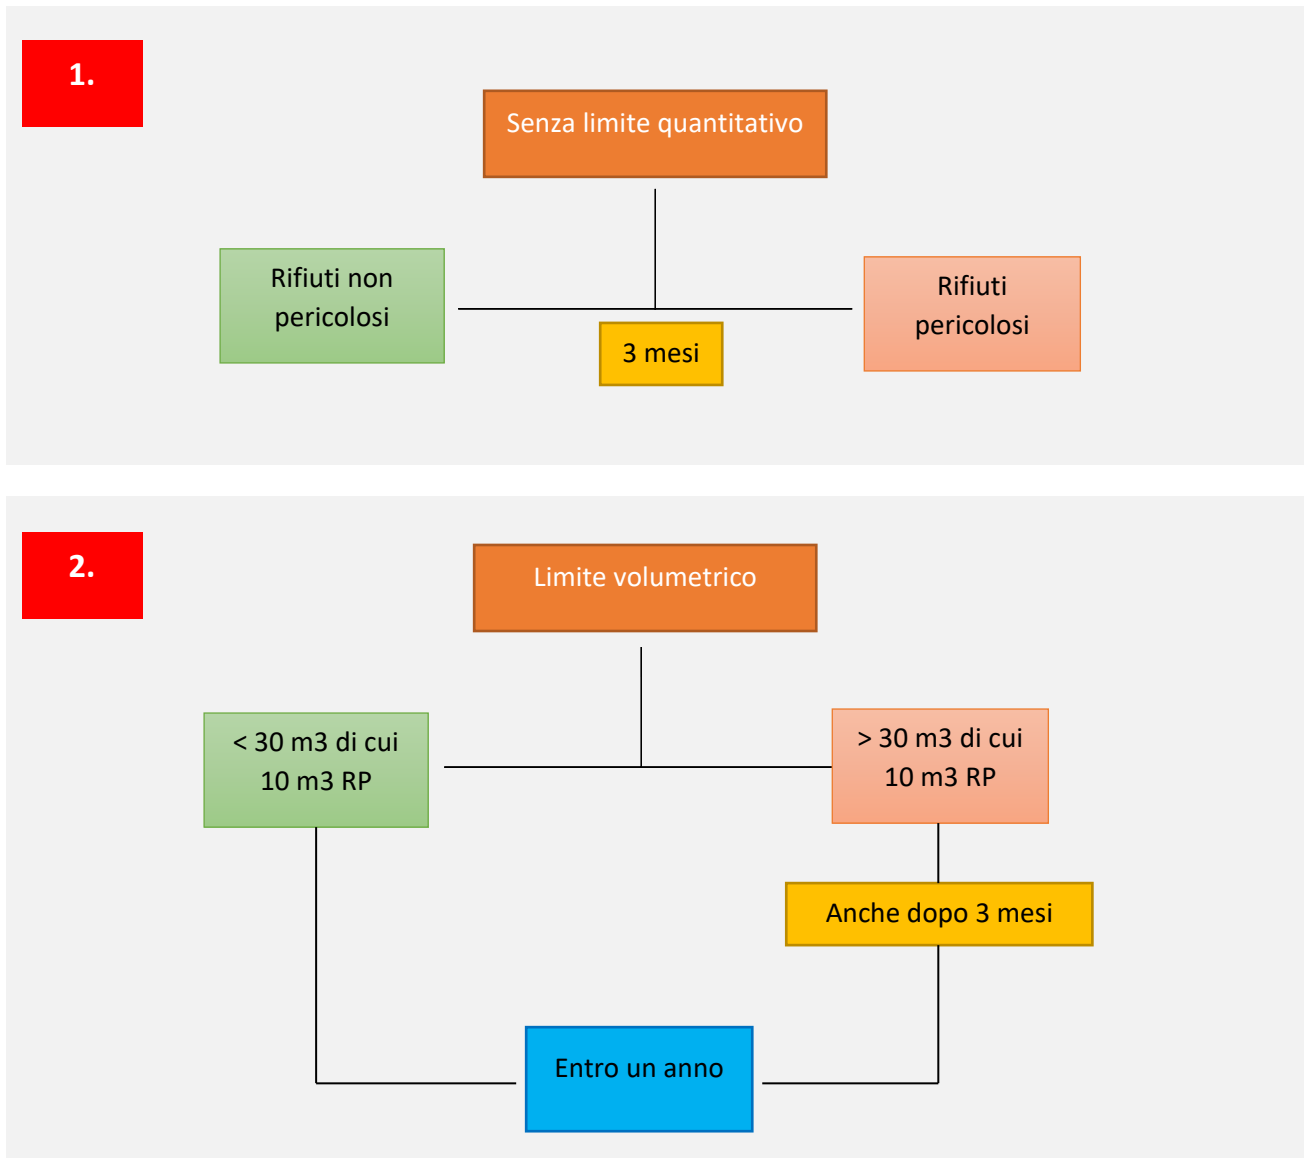 1.
Senza limite quantitativo
Rifiuti non
pericolosi
Rifiuti
pericolosi
3 mesi
2.
Limite volumetrico
< 30 m3 di cui
10 m3 RP
> 30 m3 di cui
10 m3 RP
Anche dopo 3 mesi
Entro un anno